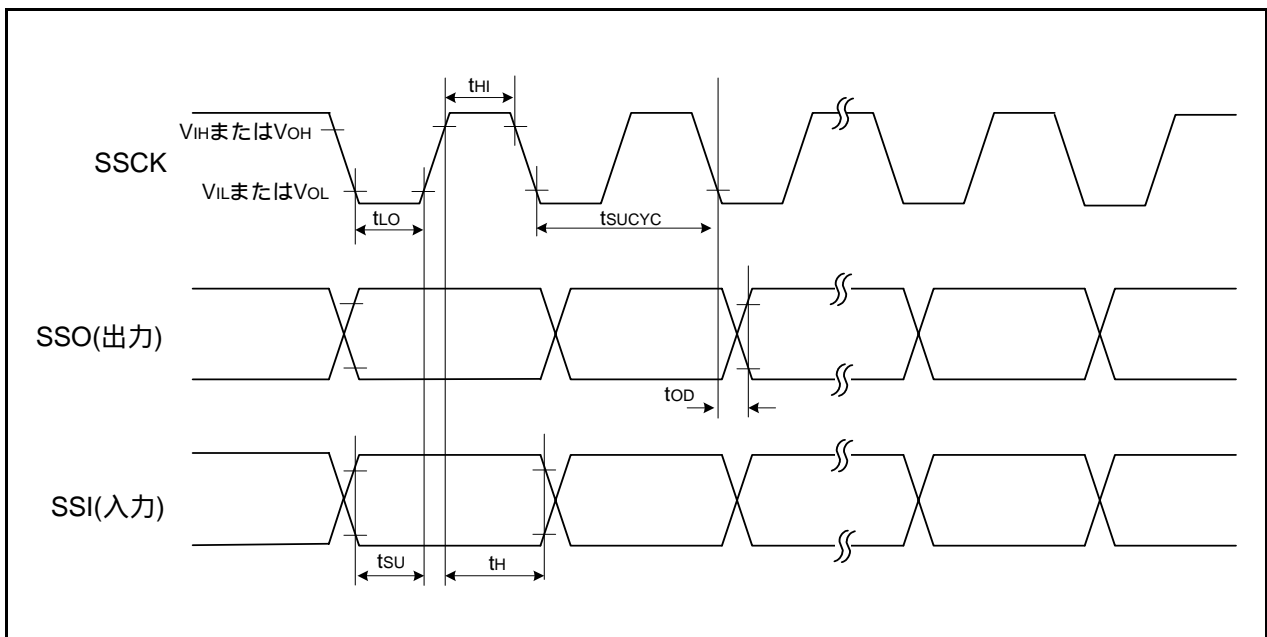 tHI
VIHまたはVOH
SSCK
VILまたはVOL
tLO
tSUCYC
SSO(出力)
tOD
SSI(入力)
tSU
tH